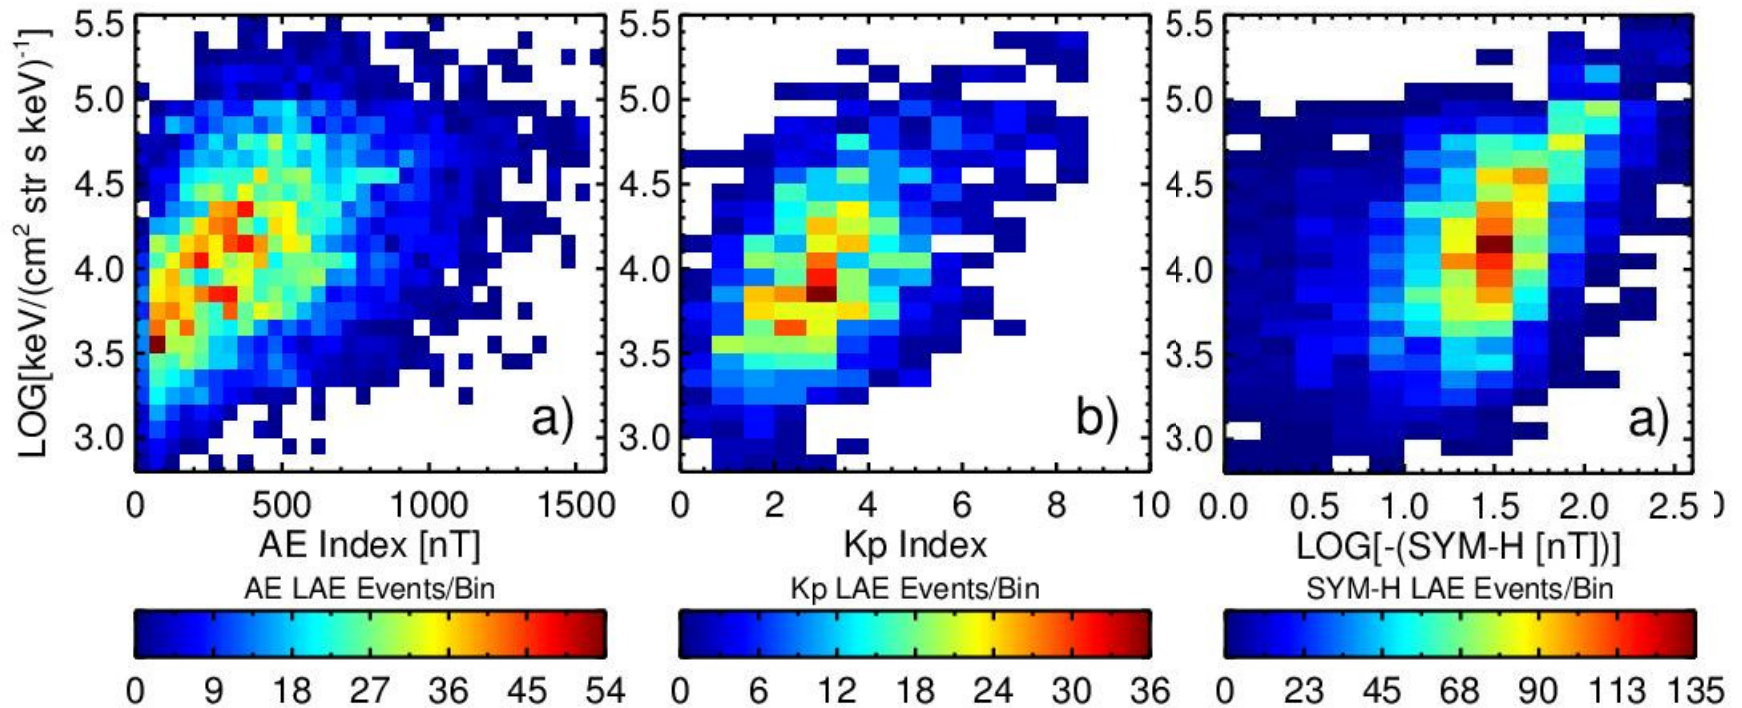 LOG[keV/(cm² str s keV)⁻¹]
5.5
5.0
4.5
4.0
3.5
3.0
a)
0 500 1000 1500
AE Index [nT]
AE LAE Events/Bin
0 9 18 27 36 45 54
5.5
5.0
4.5
4.0
3.5
3.0
b)
0 2 4 6 8 10
Kp Index
Kp LAE Events/Bin
0 6 12 18 24 30 36
5.5
5.0
4.5
4.0
3.5
3.0
a)
0.0 0.5 1.0 1.5 2.0 2.5
LOG[-(SYM-H [nT])]
SYM-H LAE Events/Bin
0 23 45 68 90 113 135